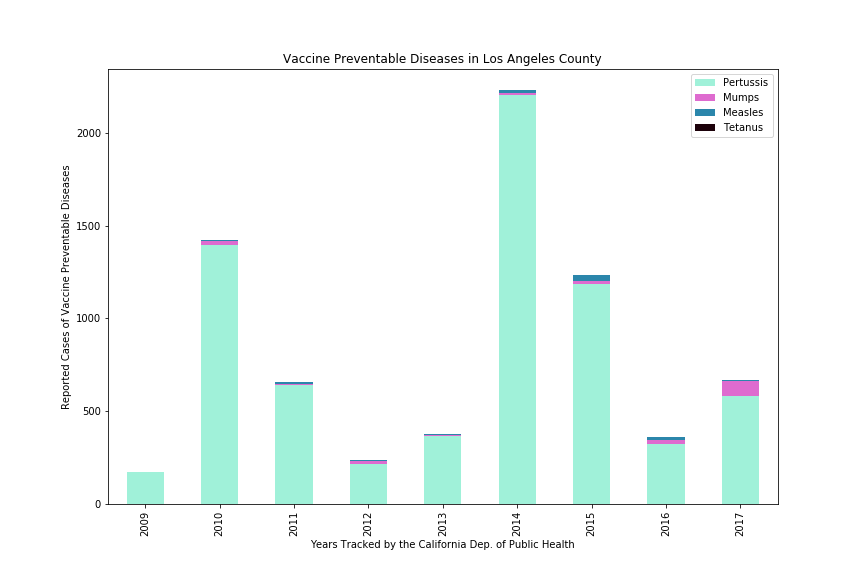 Vaccine Preventable Diseases in Los Angeles County
Pertussis
Mumps
Measles
Tetanus
Reported Cases of Vaccine Preventable Diseases
2000
1500
1000
500
0
2009
2010
2011
2012
2013
2014
2015
2016
2017
Years Tracked by the California Dep. of Public Health